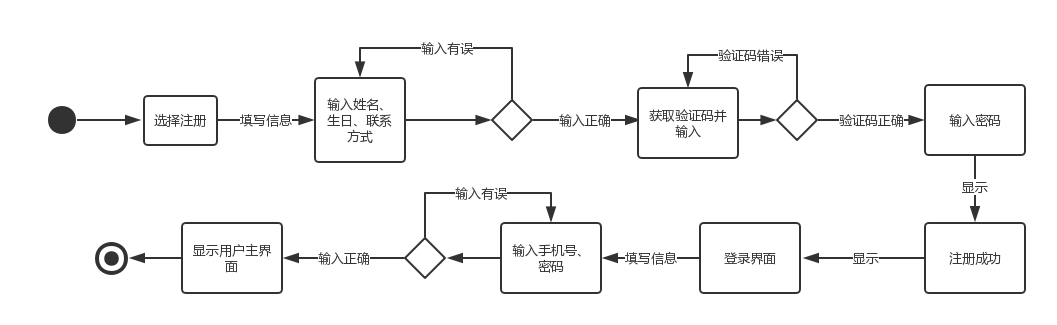 输入有误
验证码错误
选择注册
填写信息
输入姓名、
生日、联系
方式
输入正确
获取验证码并
输入
验证码正确
输入密码
显示
输入有误
显示用户主界
面
输入正确
输入手机号、
密码
填写信息
登录界面
显示
注册成功